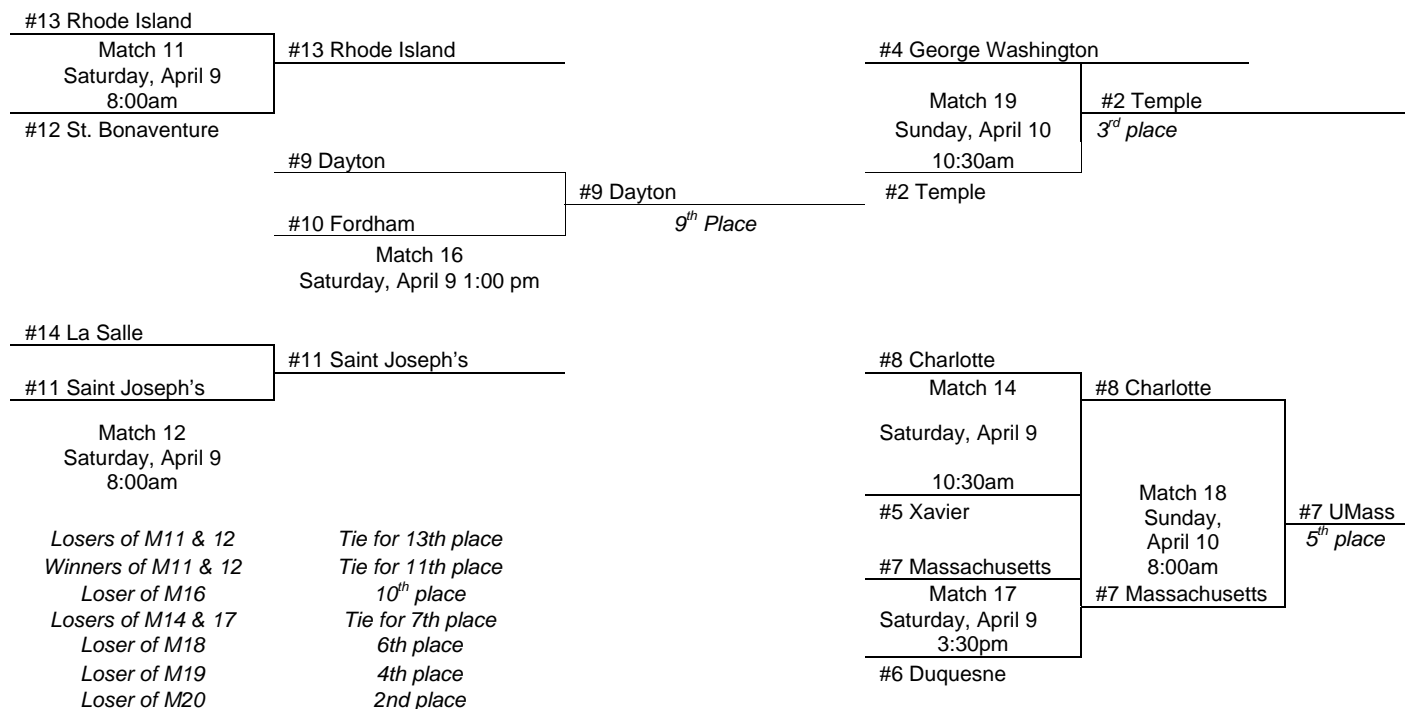 #13 Rhode Island
Match 11
Saturday, April 9
8:00am
#12 St. Bonaventure
#13 Rhode Island
#9 Dayton
#10 Fordham
Match 16
Saturday, April 9 1:00 pm
#9 Dayton
9th Place
#14 La Salle
#11 Saint Joseph’s
#11 Saint Joseph’s
Match 12
Saturday, April 9
8:00am
Losers of M11 & 12 Tie for 13th place
Winners of M11 & 12 Tie for 11th place
Loser of M16 10th place
Losers of M14 & 17 Tie for 7th place
Loser of M18 6th place
Loser of M19 4th place
Loser of M20 2nd place
#4 George Washington
Match 19
Sunday, April 10
10:30am
#2 Temple
#2 Temple
3rd place
#8 Charlotte
Match 14
Saturday, April 9
10:30am
#5 Xavier
#7 Massachusetts
Match 17
Saturday, April 9
3:30pm
#6 Duquesne
#8 Charlotte
Match 18
Sunday,
April 10
8:00am
#7 Massachusetts
#7 UMass
5th place